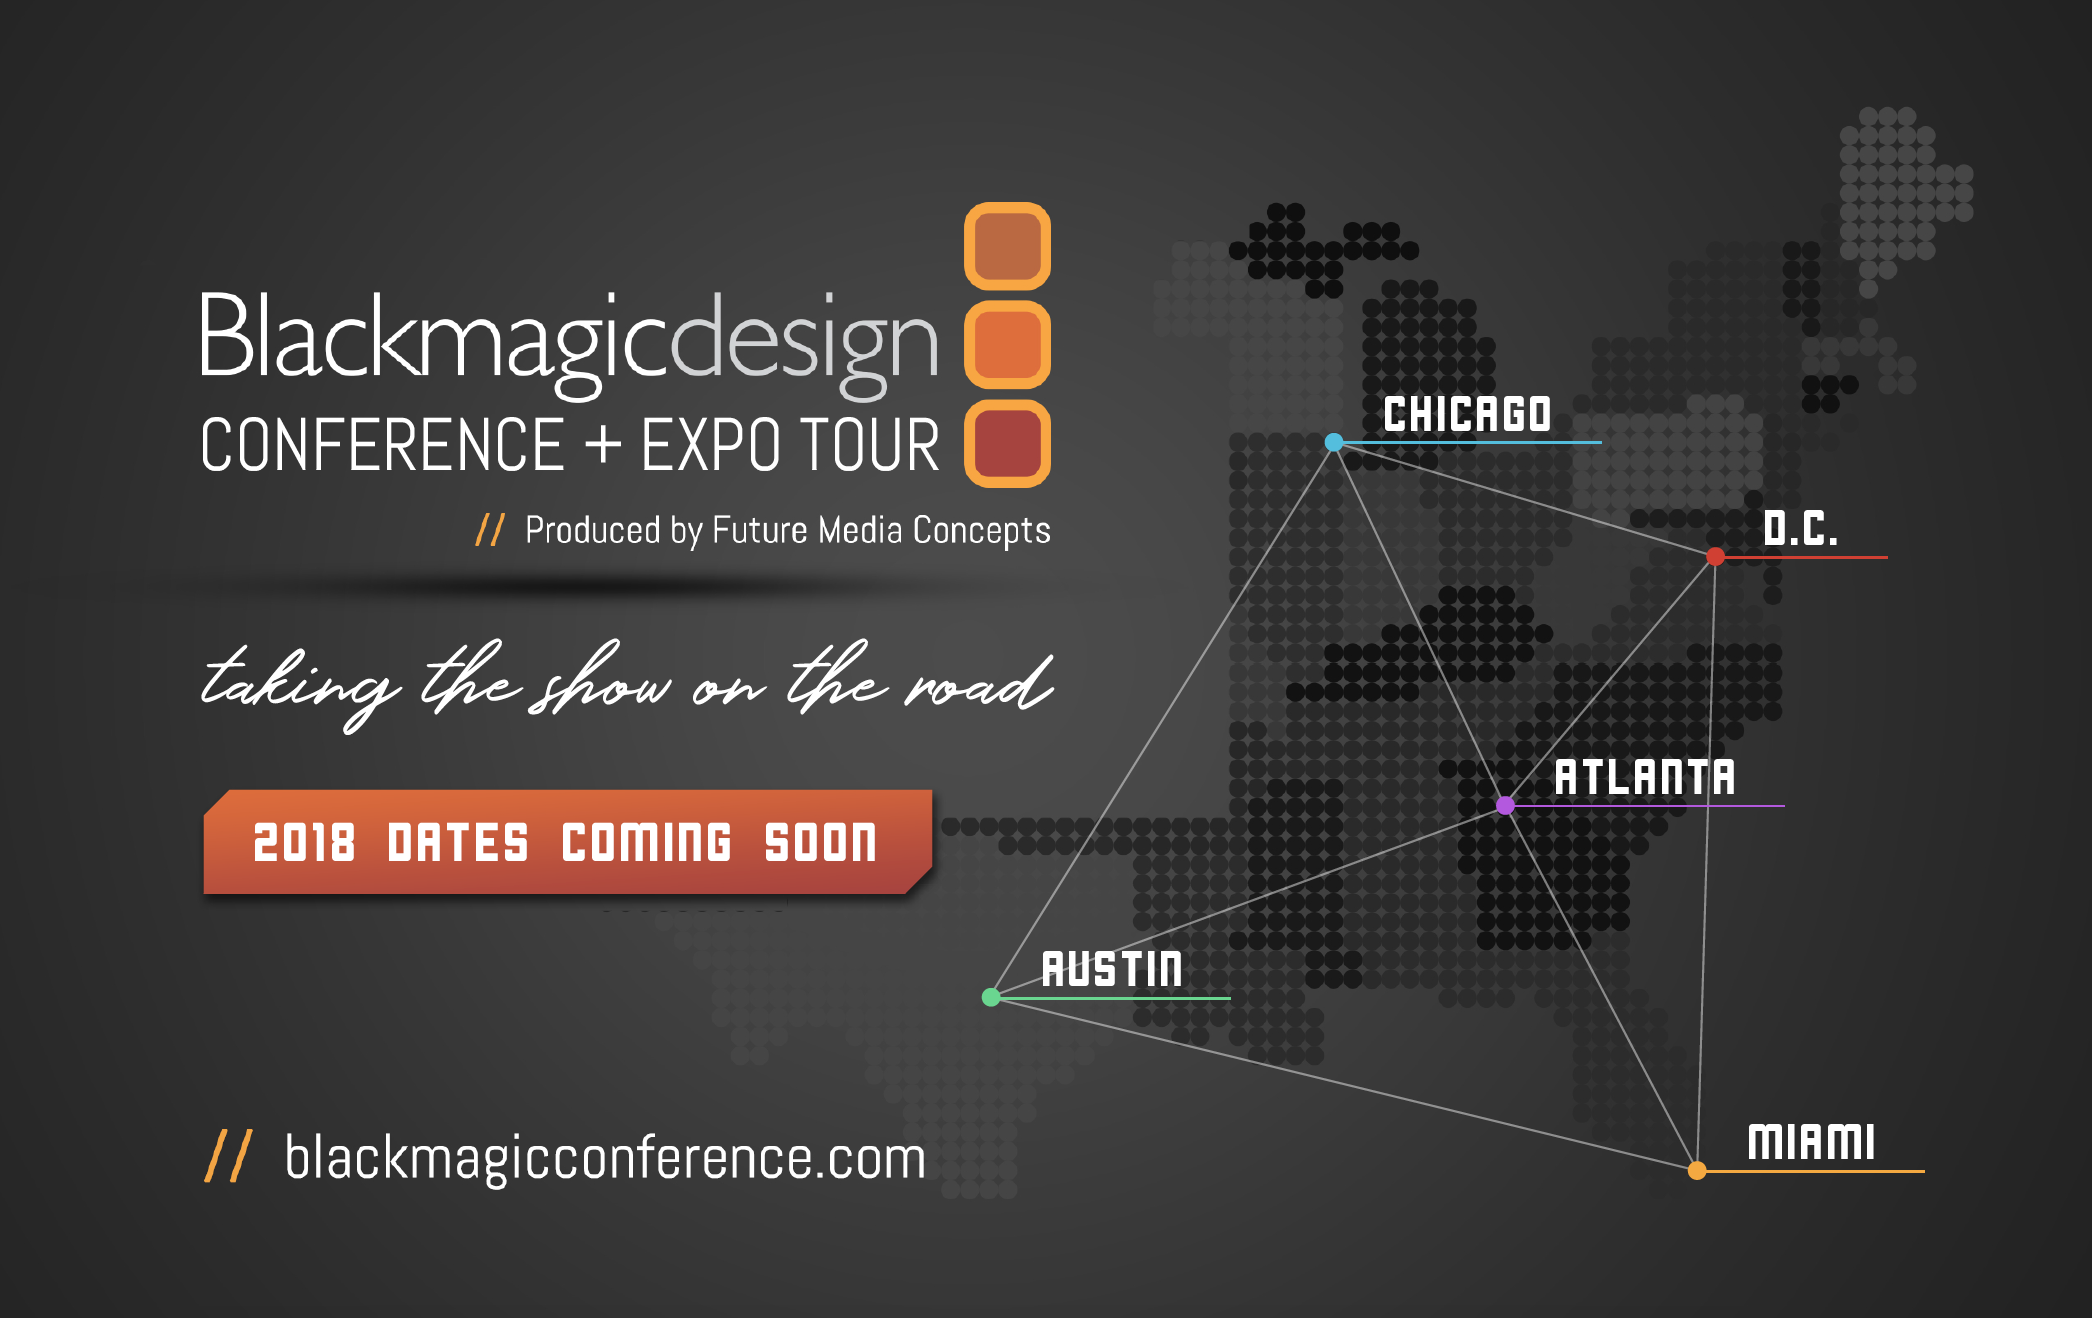 Blackmagicdesign
CONFERENCE + EXPO TOUR
// Produced by Future Media Concepts
taking the show on the road
2018 DATES COMING SOON
// blackmagicconference.com
CHICAGO
D.C.
ATLANTA
AUSTIN
MIAMI